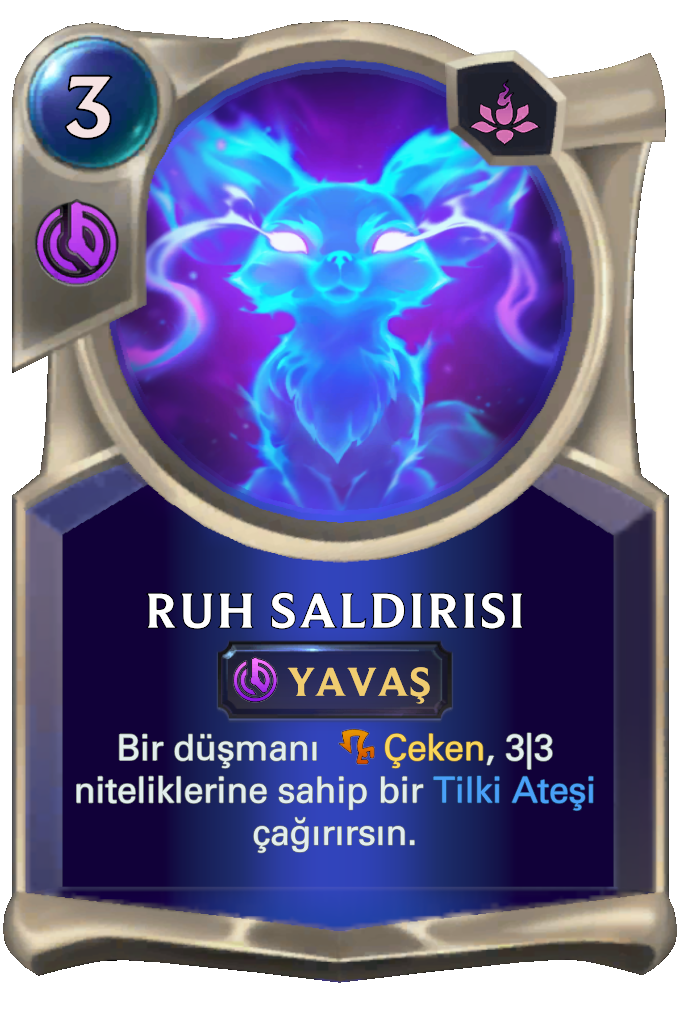 3
RUH SALDIRISI
YAVAŞ
Bir düşmanı Çeken, 3|3
niteliklerine sahip bir Tilki Ateşi
çağırırsın.